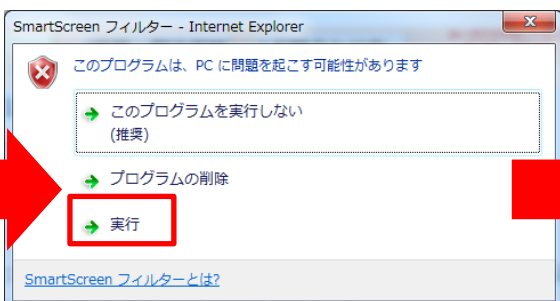 SmartScreen フィルター - Internet Explorer
このプログラムは、PC に問題を起こす可能性があります
このプログラムを実行しない
(推奨)
プログラムの削除
実行
SmartScreen フィルターとは?